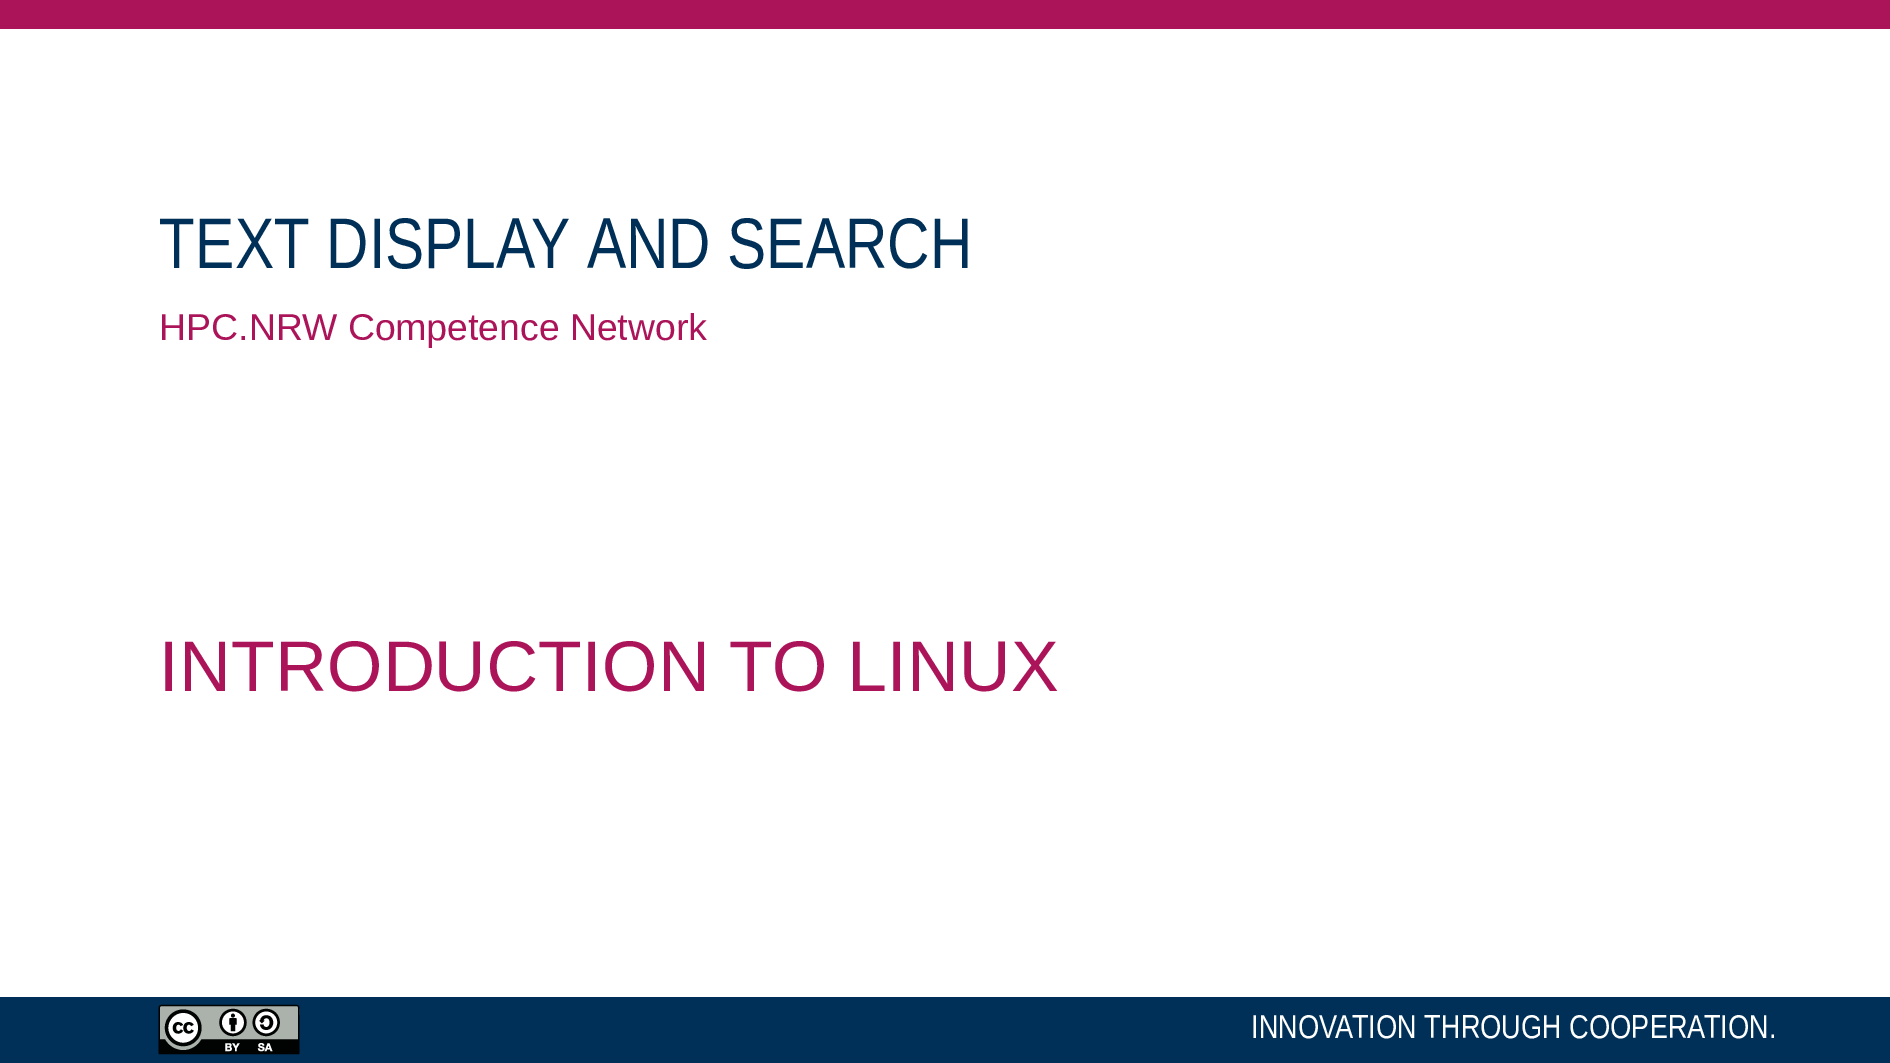 TEXT DISPLAY AND SEARCH
HPC.NRW Competence Network
INTRODUCTION TO LINUX
cc
BY SA
INNOVATION THROUGH COOPERATION.